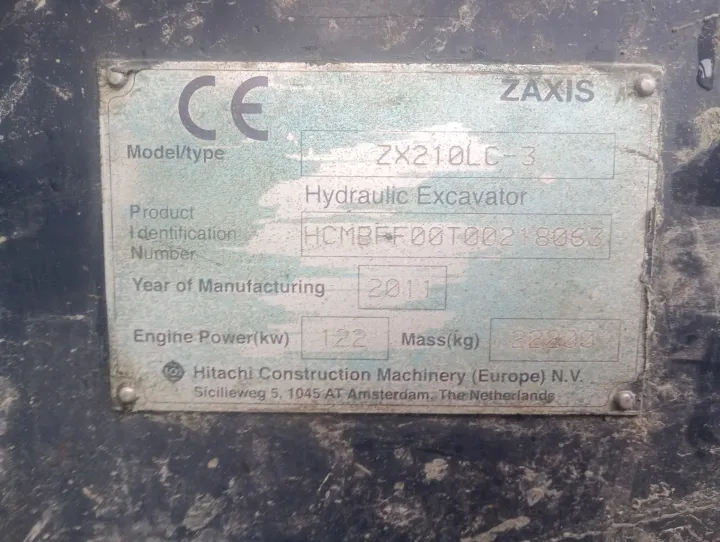 CE
ZAXIS
Model/type ZX210LC-3
Hydraulic Excavator
Product
Identification
Number
Year of Manufacturing 2011
Engine Power(kw) 122 Mass(kg)
Hitachi Construction Machinery (Europe) N.V.
Sicilieweg 5, 1045 AT Amsterdam, The Netherlands